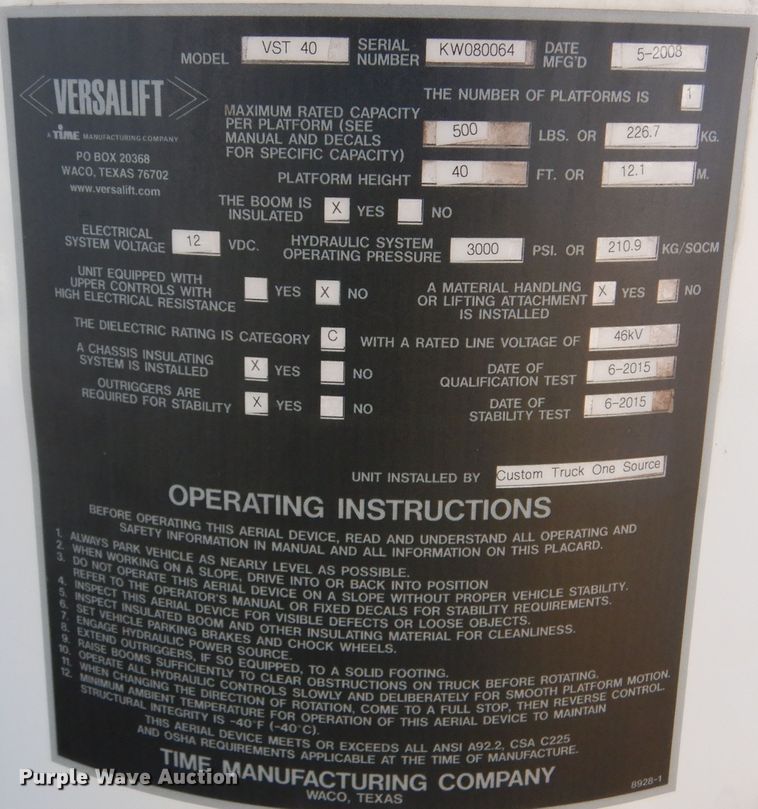 MODEL VST 40 SERIAL NUMBER KW080064 DATE MFG'D 5-2008
VERSALIFT
A TIME MANUFACTURING COMPANY
PO BOX 20368
WACO, TEXAS 76702
www.versalift.com
THE NUMBER OF PLATFORMS IS 1
MAXIMUM RATED CAPACITY
PER PLATFORM (SEE
MANUAL AND DECALS
FOR SPECIFIC CAPACITY) 500 LBS. OR 226.7 KG.
PLATFORM HEIGHT 40 FT. OR 12.1 M.
THE BOOM IS
INSULATED X YES NO
ELECTRICAL
SYSTEM VOLTAGE 12 VDC.
HYDRAULIC SYSTEM
OPERATING PRESSURE 3000 PSI. OR 210.9 KG/SQCM
UNIT EQUIPPED WITH
UPPER CONTROLS WITH
HIGH ELECTRICAL RESISTANCE YES X NO
A MATERIAL HANDLING
OR LIFTING ATTACHMENT
IS INSTALLED X YES NO
THE DIELECTRIC RATING IS CATEGORY C WITH A RATED LINE VOLTAGE OF 46kV
A CHASSIS INSULATING
SYSTEM IS INSTALLED X YES NO
DATE OF
QUALIFICATION TEST 6-2015
OUTRIGGERS ARE
REQUIRED FOR STABILITY X YES NO
DATE OF
STABILITY TEST 6-2015
UNIT INSTALLED BY Custom Truck One Source
OPERATING INSTRUCTIONS
BEFORE OPERATING THIS AERIAL DEVICE, READ AND UNDERSTAND ALL OPERATING AND
SAFETY INFORMATION IN MANUAL AND ALL INFORMATION ON THIS PLACARD.
1. ALWAYS PARK VEHICLE AS NEARLY LEVEL AS POSSIBLE.
2. WHEN WORKING ON A SLOPE, DRIVE INTO OR BACK INTO POSITION
3. DO NOT OPERATE THIS AERIAL DEVICE ON A SLOPE WITHOUT PROPER VEHICLE STABILITY.
REFER TO THE OPERATOR'S MANUAL OR FIXED DECALS FOR STABILITY REQUIREMENTS.
4. INSPECT THIS AERIAL DEVICE FOR VISIBLE DEFECTS OR LOOSE OBJECTS.
5. INSPECT INSULATED BOOM AND OTHER INSULATING MATERIAL FOR CLEANLINESS.
6. SET VEHICLE PARKING BRAKES AND CHOCK WHEELS.
7. ENGAGE HYDRAULIC POWER SOURCE.
8. EXTEND OUTRIGGERS, IF SO EQUIPPED, TO A SOLID FOOTING.
9. RAISE BOOMS SUFFICIENTLY TO CLEAR OBSTRUCTIONS ON TRUCK BEFORE ROTATING.
10. OPERATE ALL HYDRAULIC CONTROLS SLOWLY AND DELIBERATELY FOR SMOOTH PLATFORM MOTION.
11. WHEN CHANGING THE DIRECTION OF ROTATION, COME TO A FULL STOP, THEN REVERSE CONTROL.
12. MINIMUM AMBIENT TEMPERATURE FOR OPERATION OF THIS AERIAL DEVICE TO MAINTAIN
STRUCTURAL INTEGRITY IS -40°F (-40°C).
THIS AERIAL DEVICE MEETS OR EXCEEDS ALL ANSI A92.2, CSA C225
AND OSHA REQUIREMENTS APPLICABLE AT THE TIME OF MANUFACTURE.
TIME MANUFACTURING COMPANY
WACO, TEXAS
8928-1
Purple Wave Auction